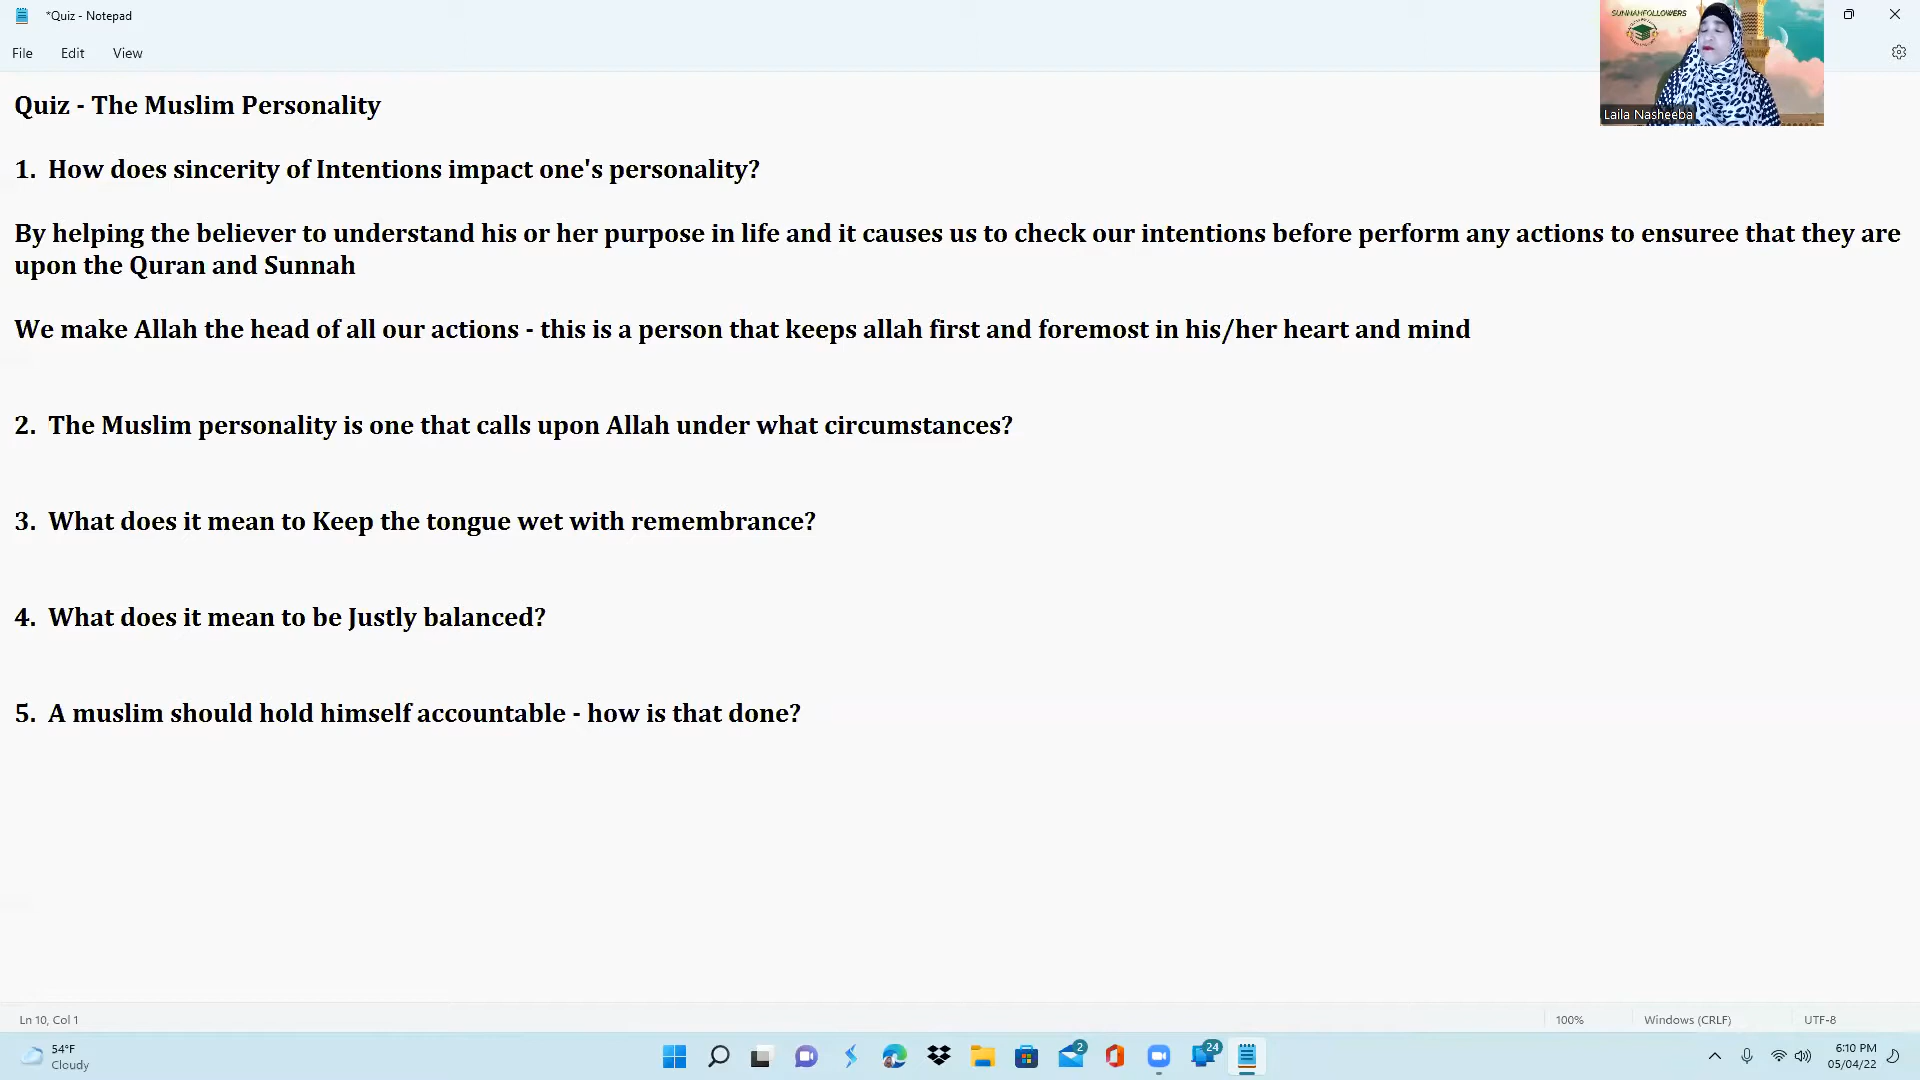 *Quiz - Notepad
SUNNAHFOLLOWERS
File Edit View
Laila Nasheeba
Quiz - The Muslim Personality
1. How does sincerity of Intentions impact one's personality?
By helping the believer to understand his or her purpose in life and it causes us to check our intentions before perform any actions to ensuree that they are
upon the Quran and Sunnah
We make Allah the head of all our actions - this is a person that keeps allah first and foremost in his/her heart and mind
2. The Muslim personality is one that calls upon Allah under what circumstances?
3. What does it mean to Keep the tongue wet with remembrance?
4. What does it mean to be Justly balanced?
5. A muslim should hold himself accountable - how is that done?
Ln 10, Col 1 100% Windows (CRLF) UTF-8
54°F
Cloudy
2
24
6:10 PM
05/04/22